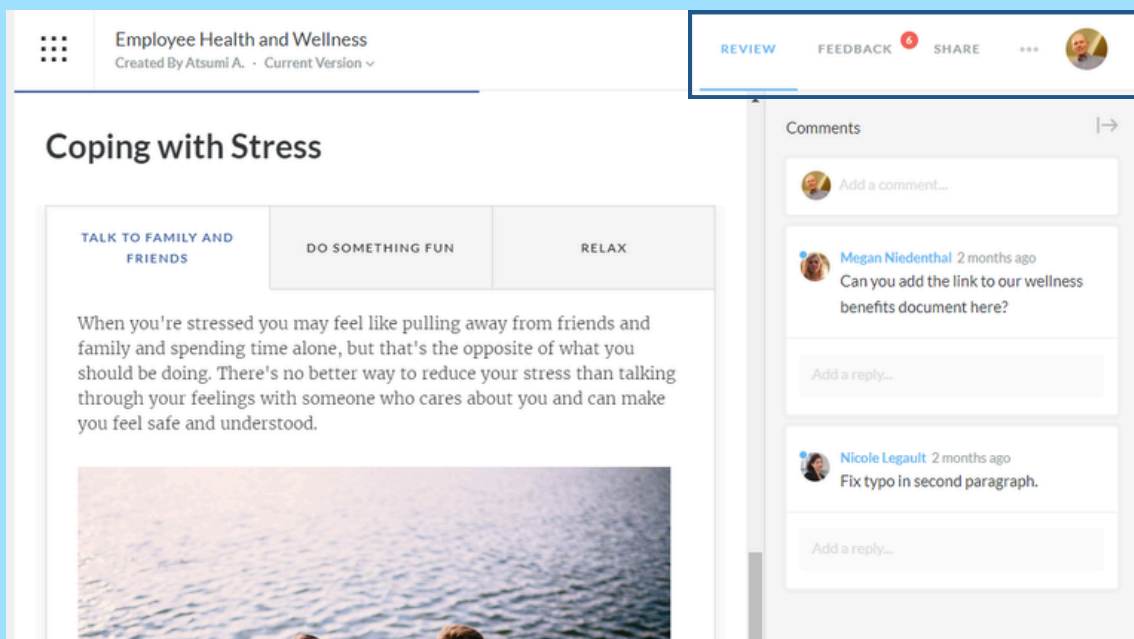 Employee Health and Wellness
Created By Atsumi A. · Current Version
REVIEW
FEEDBACK
6
SHARE
Coping with Stress
TALK TO FAMILY AND
FRIENDS
DO SOMETHING FUN
RELAX
When you're stressed you may feel like pulling away from friends and
family and spending time alone, but that's the opposite of what you
should be doing. There's no better way to reduce your stress than talking
through your feelings with someone who cares about you and can make
you feel safe and understood.
Comments
Add a comment...
Megan Niedenthal 2 months ago
Can you add the link to our wellness
benefits document here?
Add a reply...
Nicole Legault 2 months ago
Fix typo in second paragraph.
Add a reply...